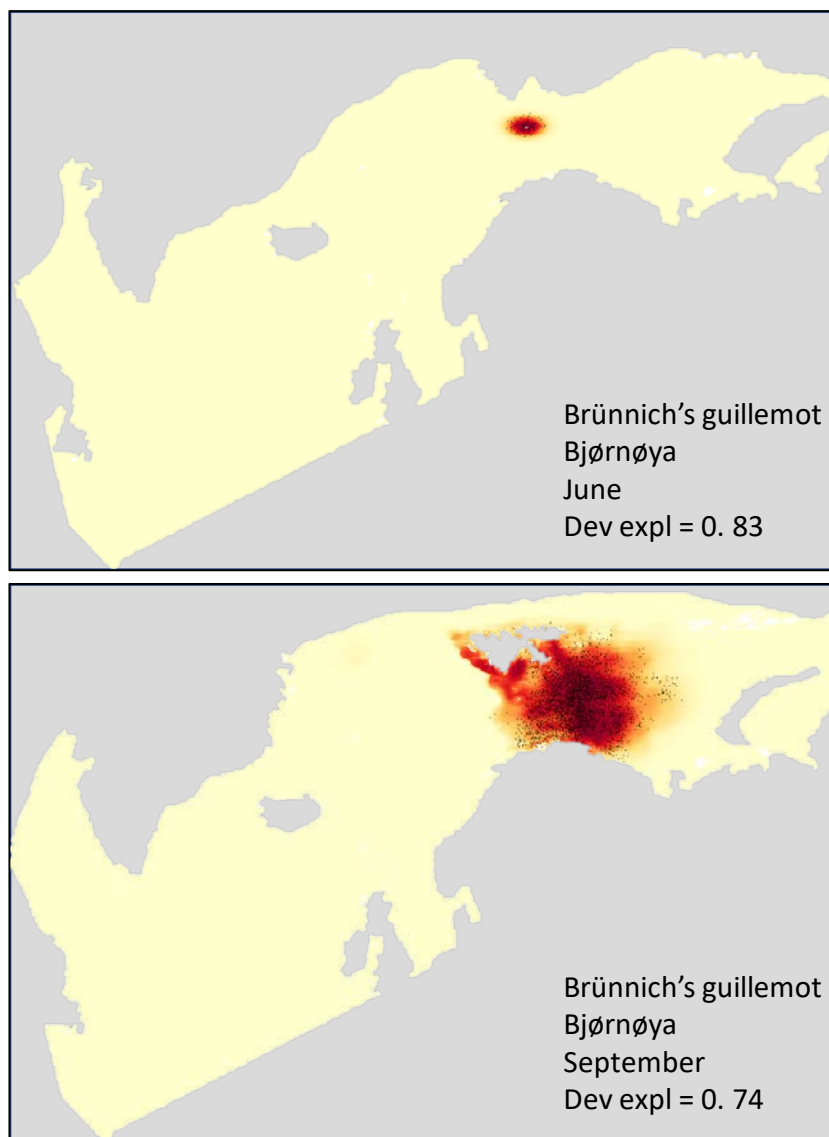 Brünnich’s guillemot
Bjørnøya
June
Dev expl = 0. 83
Brünnich’s guillemot
Bjørnøya
September
Dev expl = 0. 74